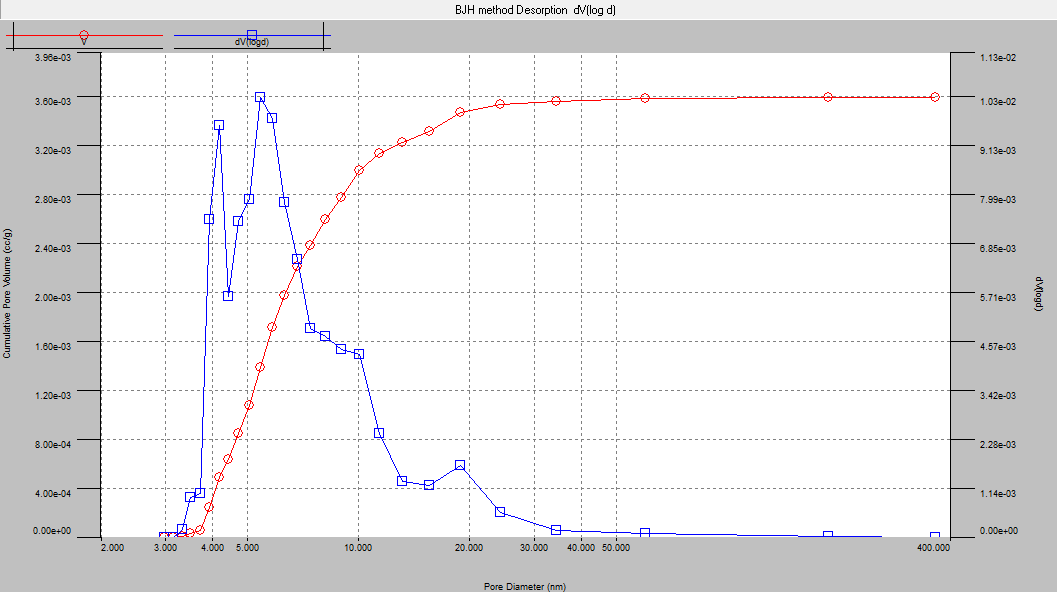 BJH method Desorption dV(log d)
V
dV(logd)
3.96e-03
1.13e-02
3.60e-03
1.03e-02
3.20e-03
9.13e-03
2.80e-03
7.99e-03
2.40e-03
6.85e-03
Cumulative Pore Volume (cc/g)
dV(logd)
2.00e-03
5.71e-03
1.60e-03
4.57e-03
1.20e-03
3.42e-03
8.00e-04
2.28e-03
4.00e-04
1.14e-03
0.00e+00
0.00e+00
2.000 3.000 4.000 5.000 10.000 20.000 30.000 40.000 50.000 400.000
Pore Diameter (nm)